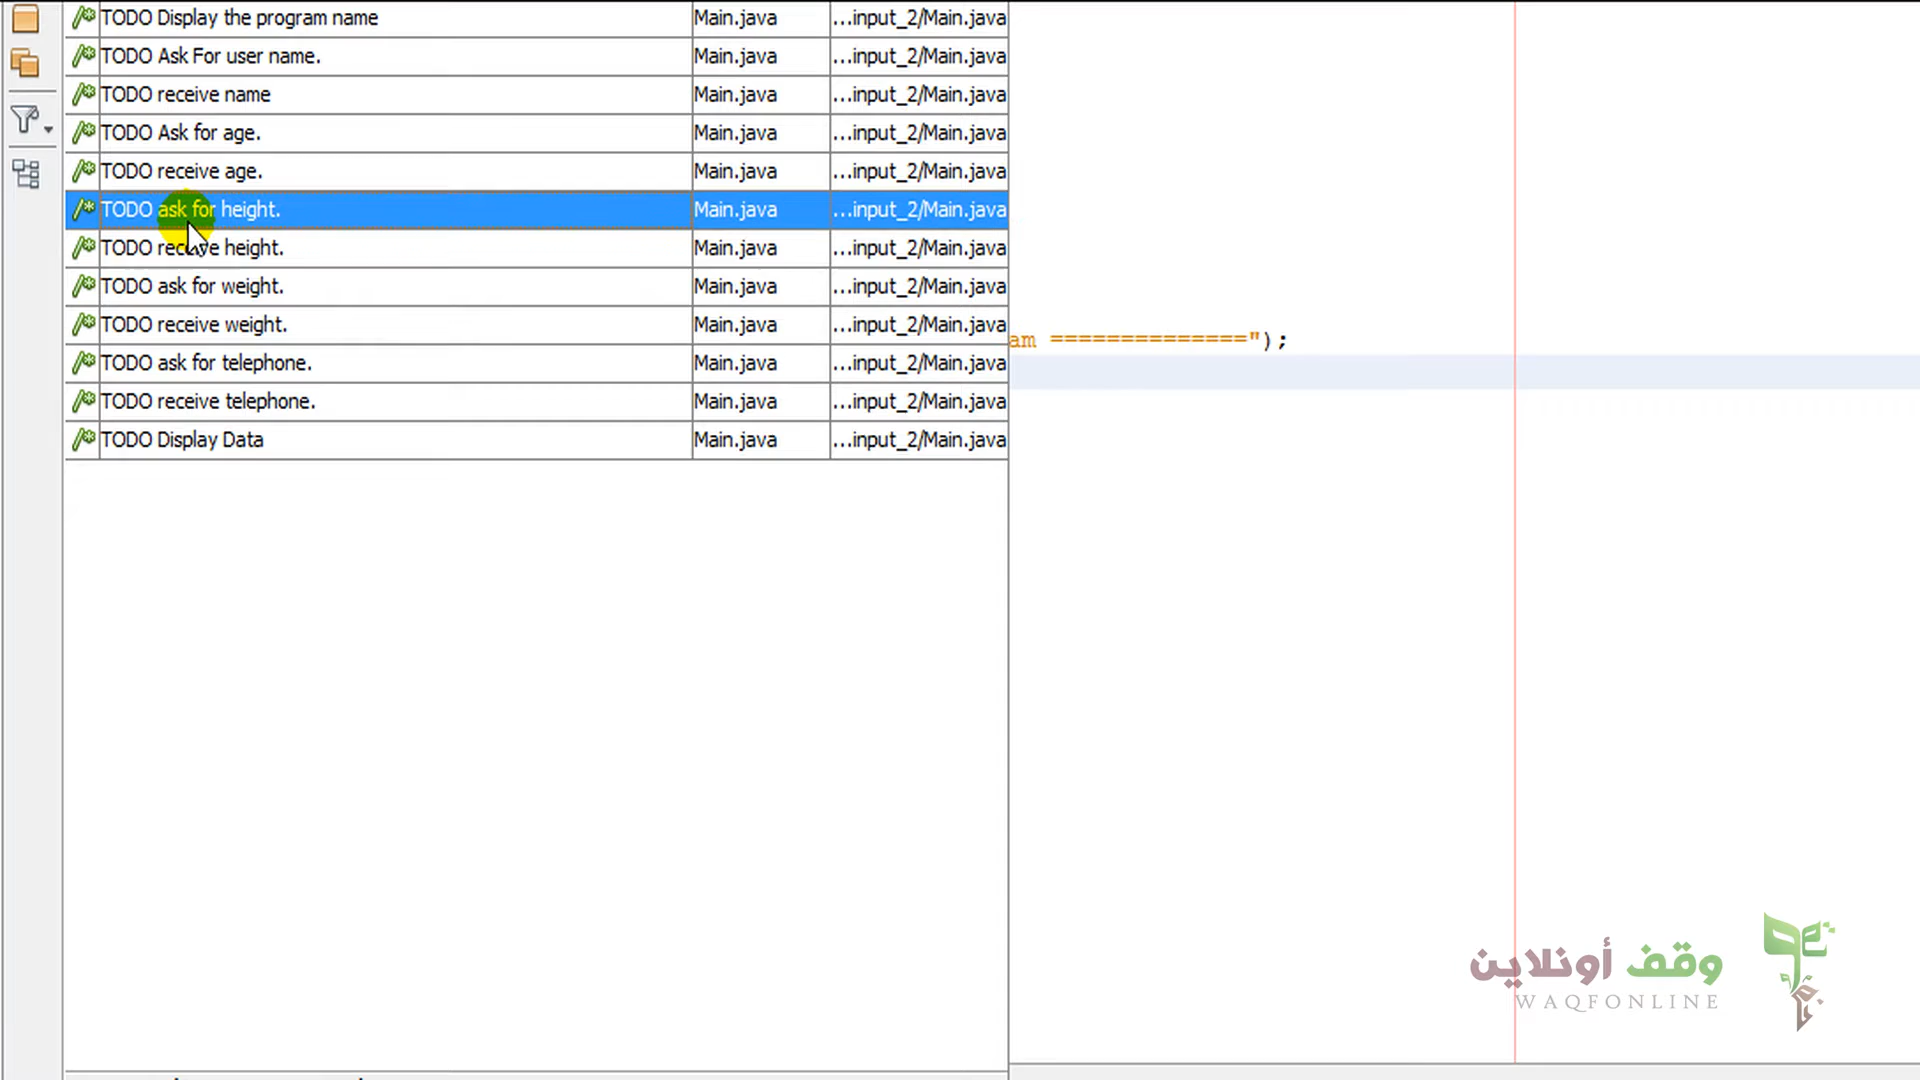 TODO Display the program name Main.java ...input_2/Main.java
TODO Ask For user name. Main.java ...input_2/Main.java
TODO receive name Main.java ...input_2/Main.java
TODO Ask for age. Main.java ...input_2/Main.java
TODO receive age. Main.java ...input_2/Main.java
TODO ask for height. Main.java ...input_2/Main.java
TODO receive height. Main.java ...input_2/Main.java
TODO ask for weight. Main.java ...input_2/Main.java
TODO receive weight. Main.java ...input_2/Main.java
TODO ask for telephone. Main.java ...input_2/Main.java
TODO receive telephone. Main.java ...input_2/Main.java
TODO Display Data Main.java ...input_2/Main.java
am ==============");
وقف أونلاين
WAQFONLINE